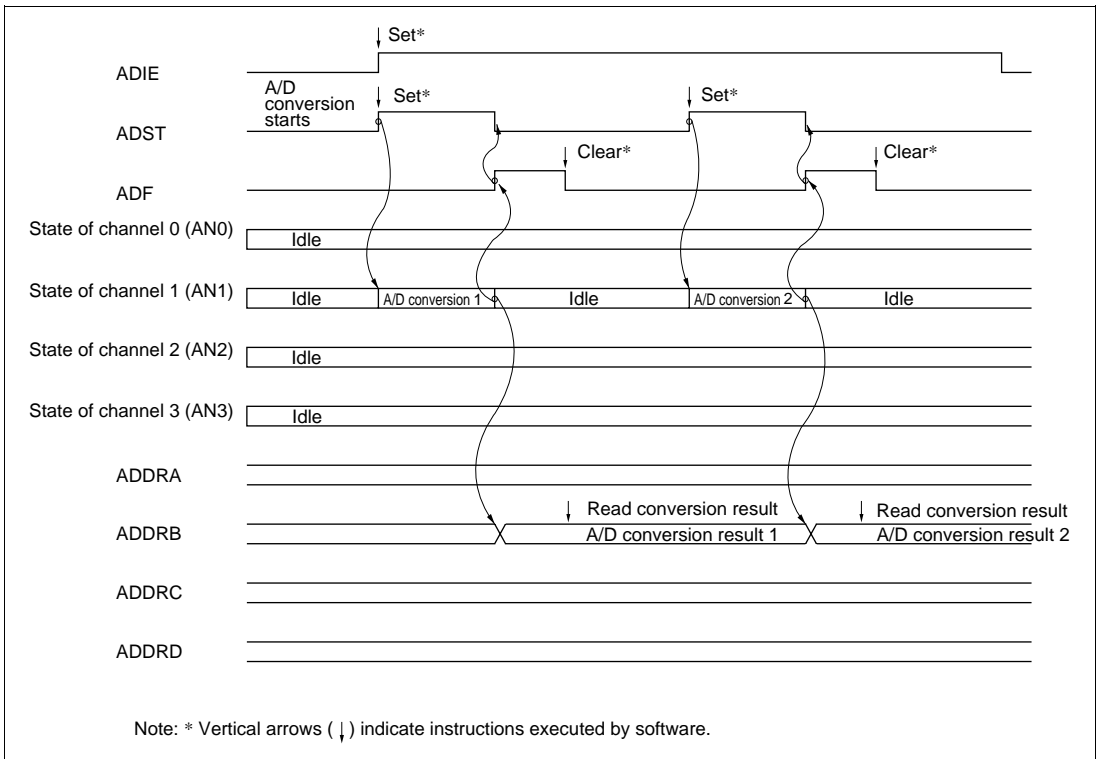 Set*
ADIE
A/D
conversion
starts
Set*
Set*
ADST
Clear*
Clear*
ADF
State of channel 0 (AN0)
Idle
State of channel 1 (AN1)
Idle
A/D conversion 1
Idle
A/D conversion 2
Idle
State of channel 2 (AN2)
Idle
State of channel 3 (AN3)
Idle
ADDRA
Read conversion result
Read conversion result
ADDRB
A/D conversion result 1
A/D conversion result 2
ADDRC
ADDRD
Note: * Vertical arrows (↓) indicate instructions executed by software.